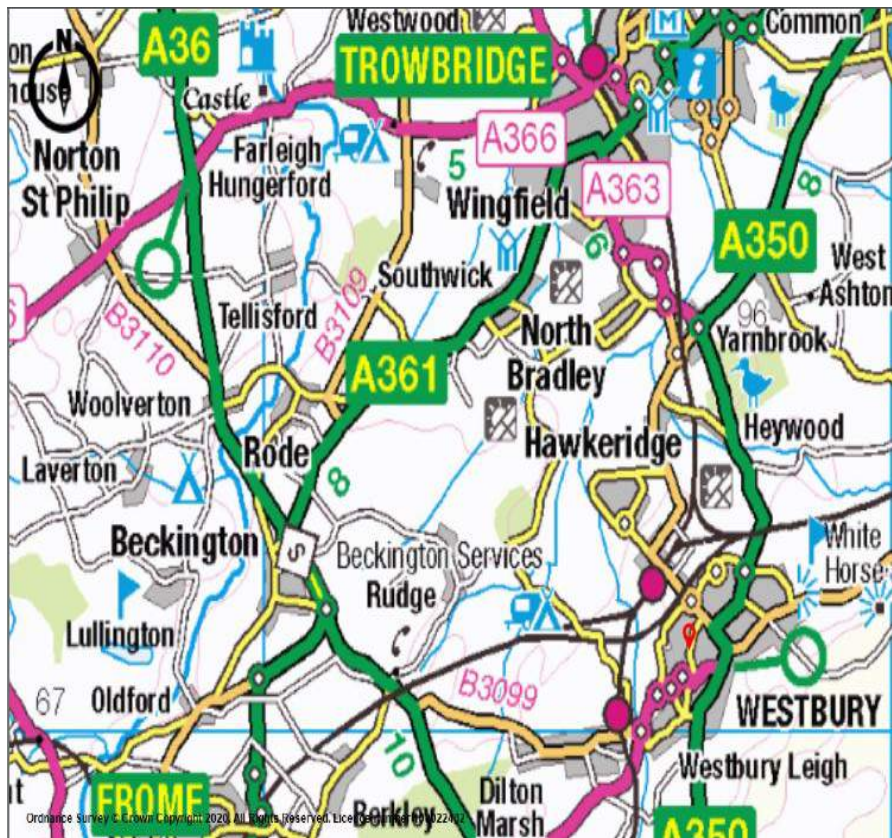 Westwood
Common
A36
N
TROWBRIDGE
Castle
i
M
A366
Norton
St Philip
Farleigh
Hungerford
5
Wingfield
A363
8
A350
West
Ashton
6
Southwick
B3109
Tellisford
B3110
North
Bradley
96
Yarnbrook
A361
Woolverton
Heywood
Hawkeridge
Rode
Laverton
8
S
Beckington
Beckington Services
Rudge
White
Horse
Lullington
B3099
67
Oldford
WESTBURY
10
Westbury Leigh
FROME
Berkley
Dilton
Marsh
A350